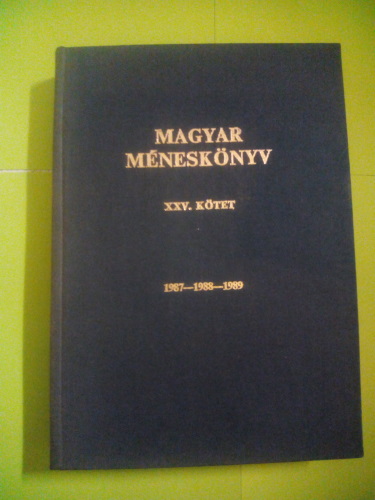 MAGYAR
MÉNESKÖNYV
XXV. KÖTET
1987—1988—1989